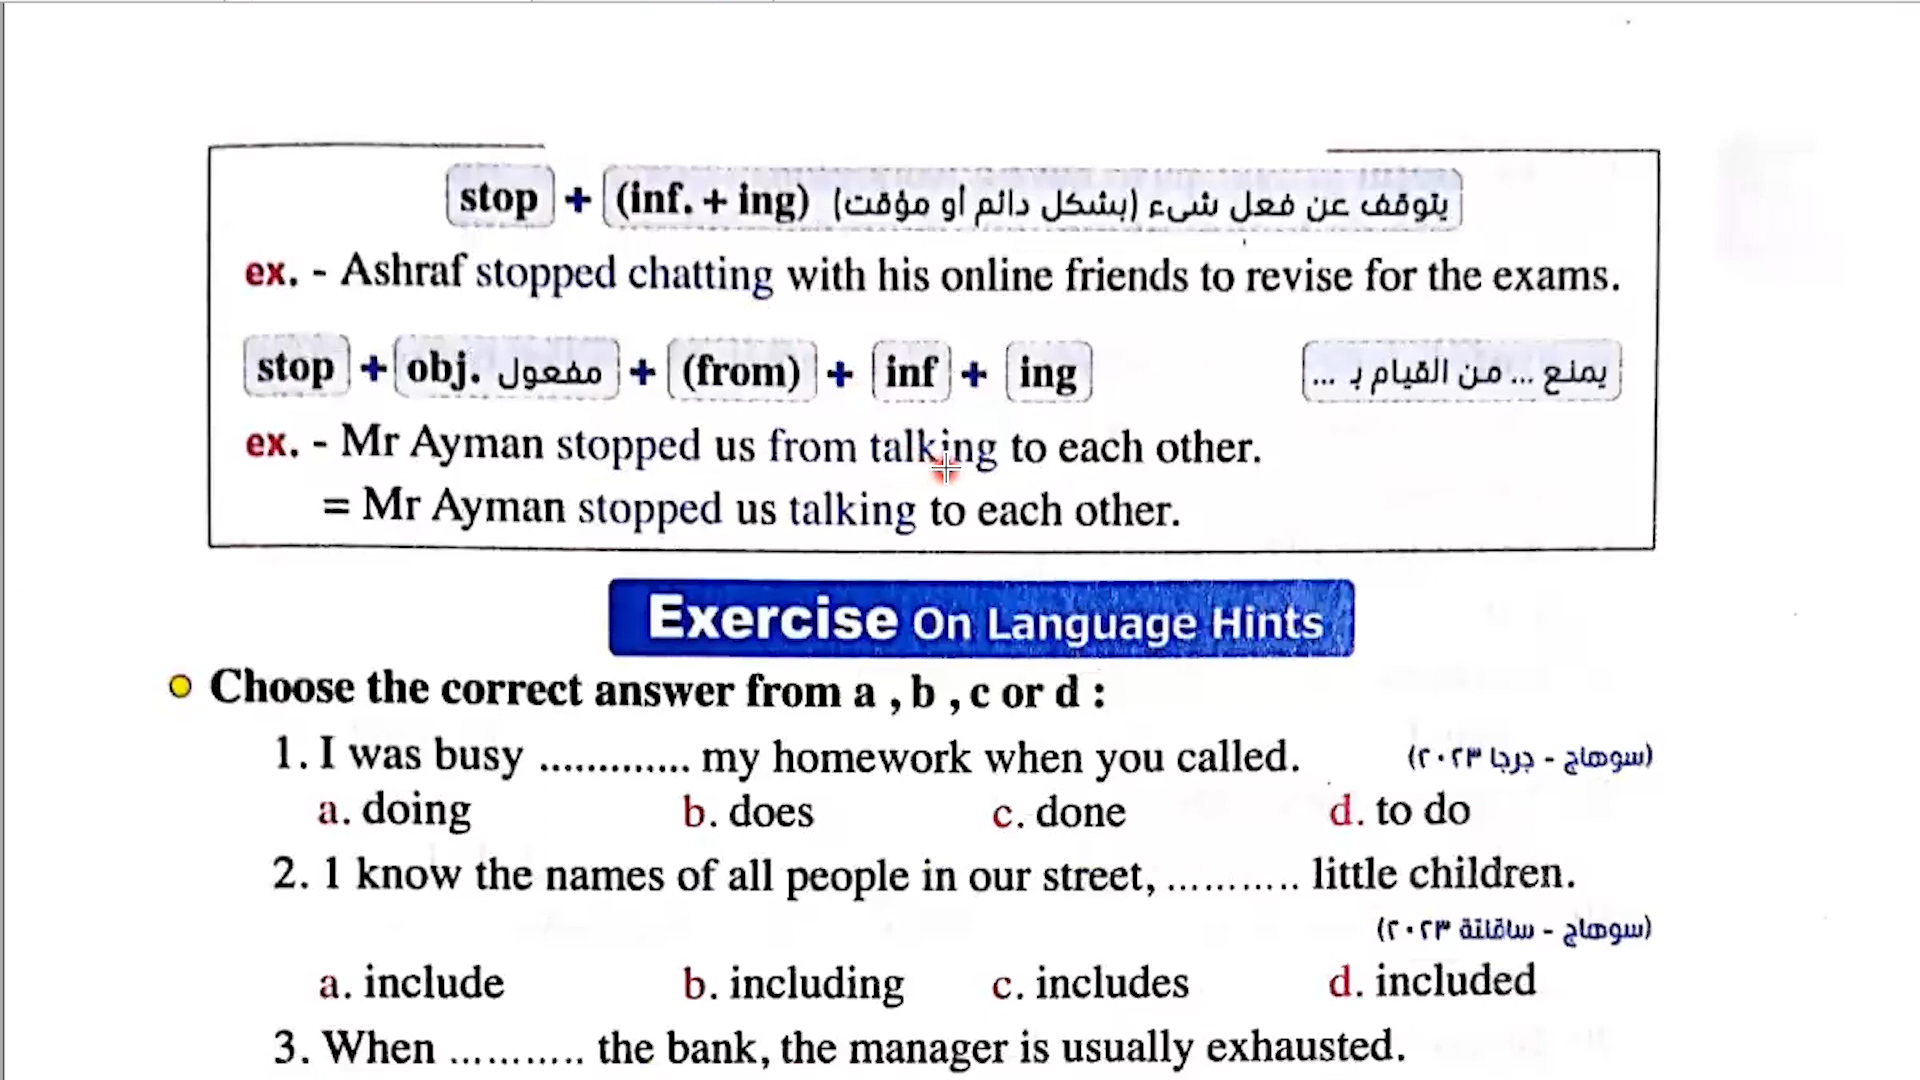 stop + (inf. + ing) يتوقف عن فعل شىء (بشكل دائم أو مؤقت)
ex. - Ashraf stopped chatting with his online friends to revise for the exams.
stop + obj. مفعول + (from) + inf + ing يمنع ... من القيام بـ ...
ex. - Mr Ayman stopped us from talking to each other.
= Mr Ayman stopped us talking to each other.
Exercise On Language Hints
Choose the correct answer from a , b , c or d :
1. I was busy ............. my homework when you called. (سوهاج - جرجا ٢٠٢٣)
a. doing b. does c. done d. to do
2. 1 know the names of all people in our street, ........... little children.
(سوهاج - ساقلتة ٢٠٢٣)
a. include b. including c. includes d. included
3. When ........... the bank, the manager is usually exhausted.